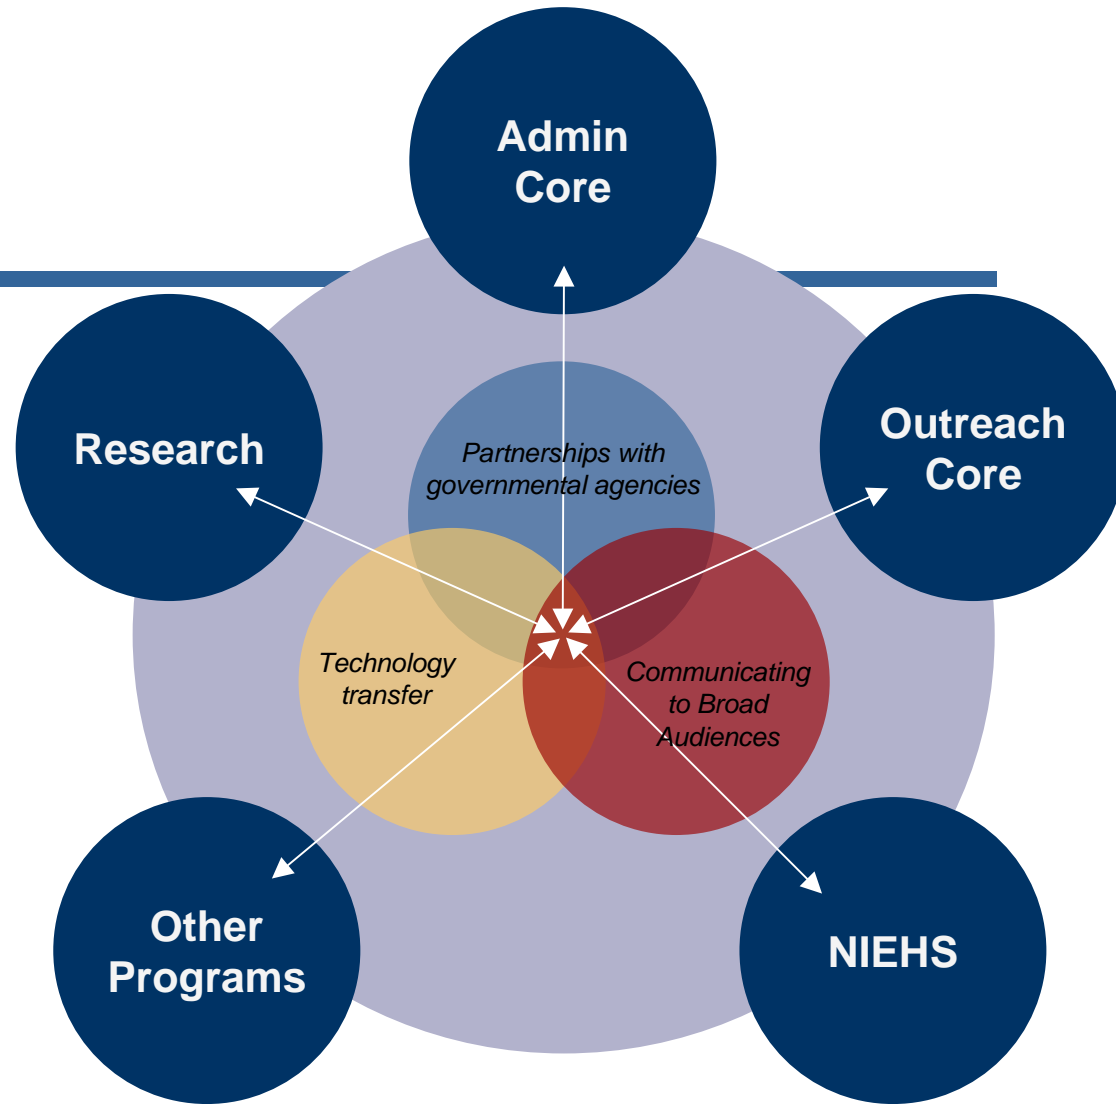 Admin
Core
Research
Outreach
Core
Partnerships with
governmental agencies
Technology
transfer
Communicating
to Broad
Audiences
Other
Programs
NIEHS